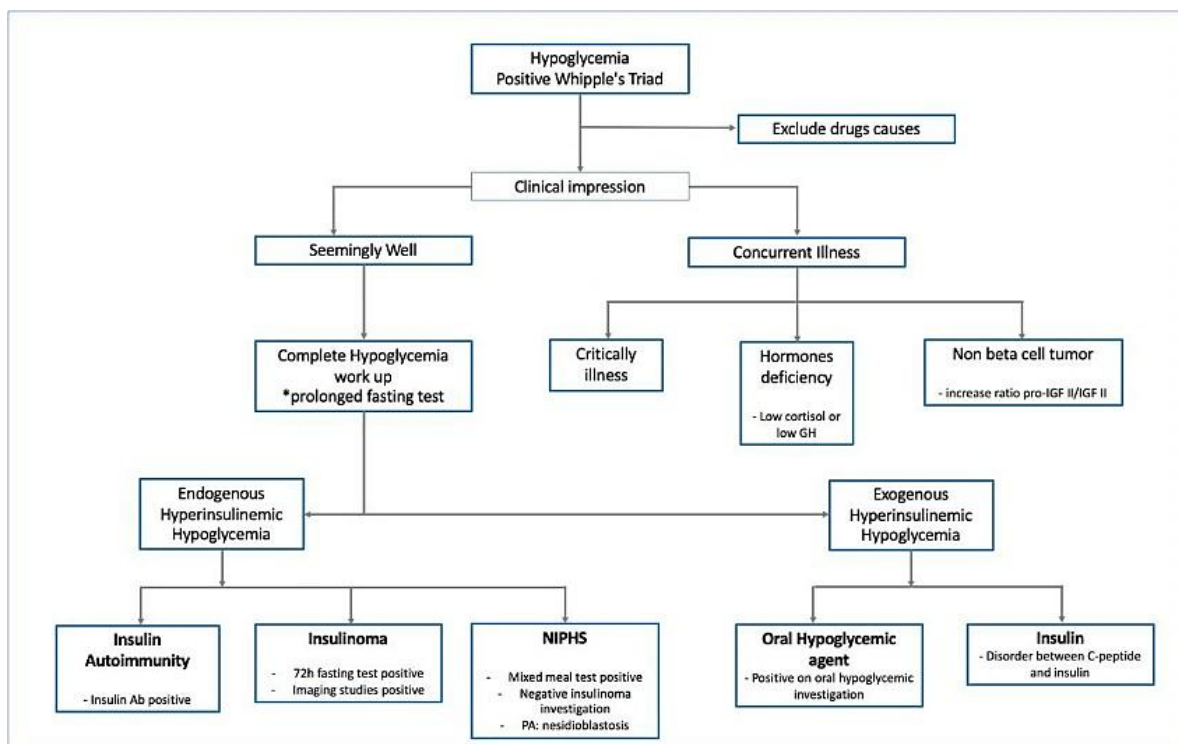 Hypoglycemia
Positive Whipple's Triad
Exclude drugs causes
Clinical impression
Seemingly Well
Concurrent Illness
Complete Hypoglycemia
work up
*prolonged fasting test
Critically
illness
Hormones
deficiency
- Low cortisol or
low GH
Non beta cell tumor
- increase ratio pro-IGF II/IGF II
Endogenous
Hyperinsulinemic
Hypoglycemia
Exogenous
Hyperinsulinemic
Hypoglycemia
Insulin
Autoimmunity
- Insulin Ab positive
Insulinoma
- 72h fasting test positive
- Imaging studies positive
NIPHS
- Mixed meal test positive
- Negative insulinoma
investigation
- PA: nesidioblastosis
Oral Hypoglycemic
agent
- Positive on oral hypoglycemic
investigation
Insulin
- Disorder between C-peptide
and insulin